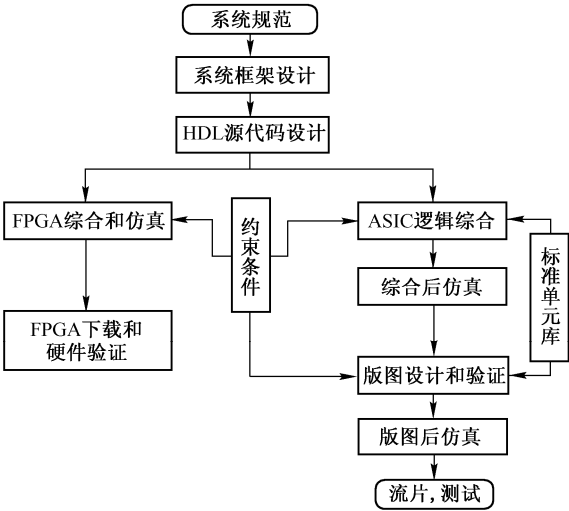 系统规范
系统框架设计
HDL源代码设计
FPGA综合和仿真
约束条件
ASIC逻辑综合
标准单元库
综合后仿真
FPGA下载和
硬件验证
版图设计和验证
版图后仿真
流片,测试